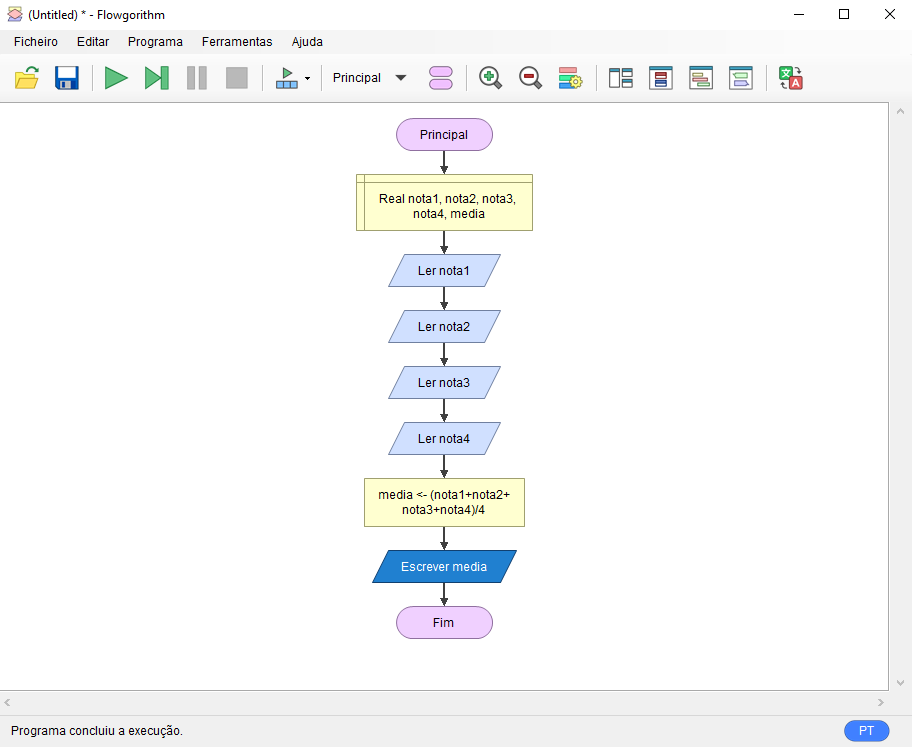 (Untitled) * - Flowgorithm
Ficheiro Editar Programa Ferramentas Ajuda
Principal
Principal
Real nota1, nota2, nota3,
nota4, media
Ler nota1
Ler nota2
Ler nota3
Ler nota4
media <- (nota1+nota2+
nota3+nota4)/4
Escrever media
Fim
Programa concluiu a execução.
PT